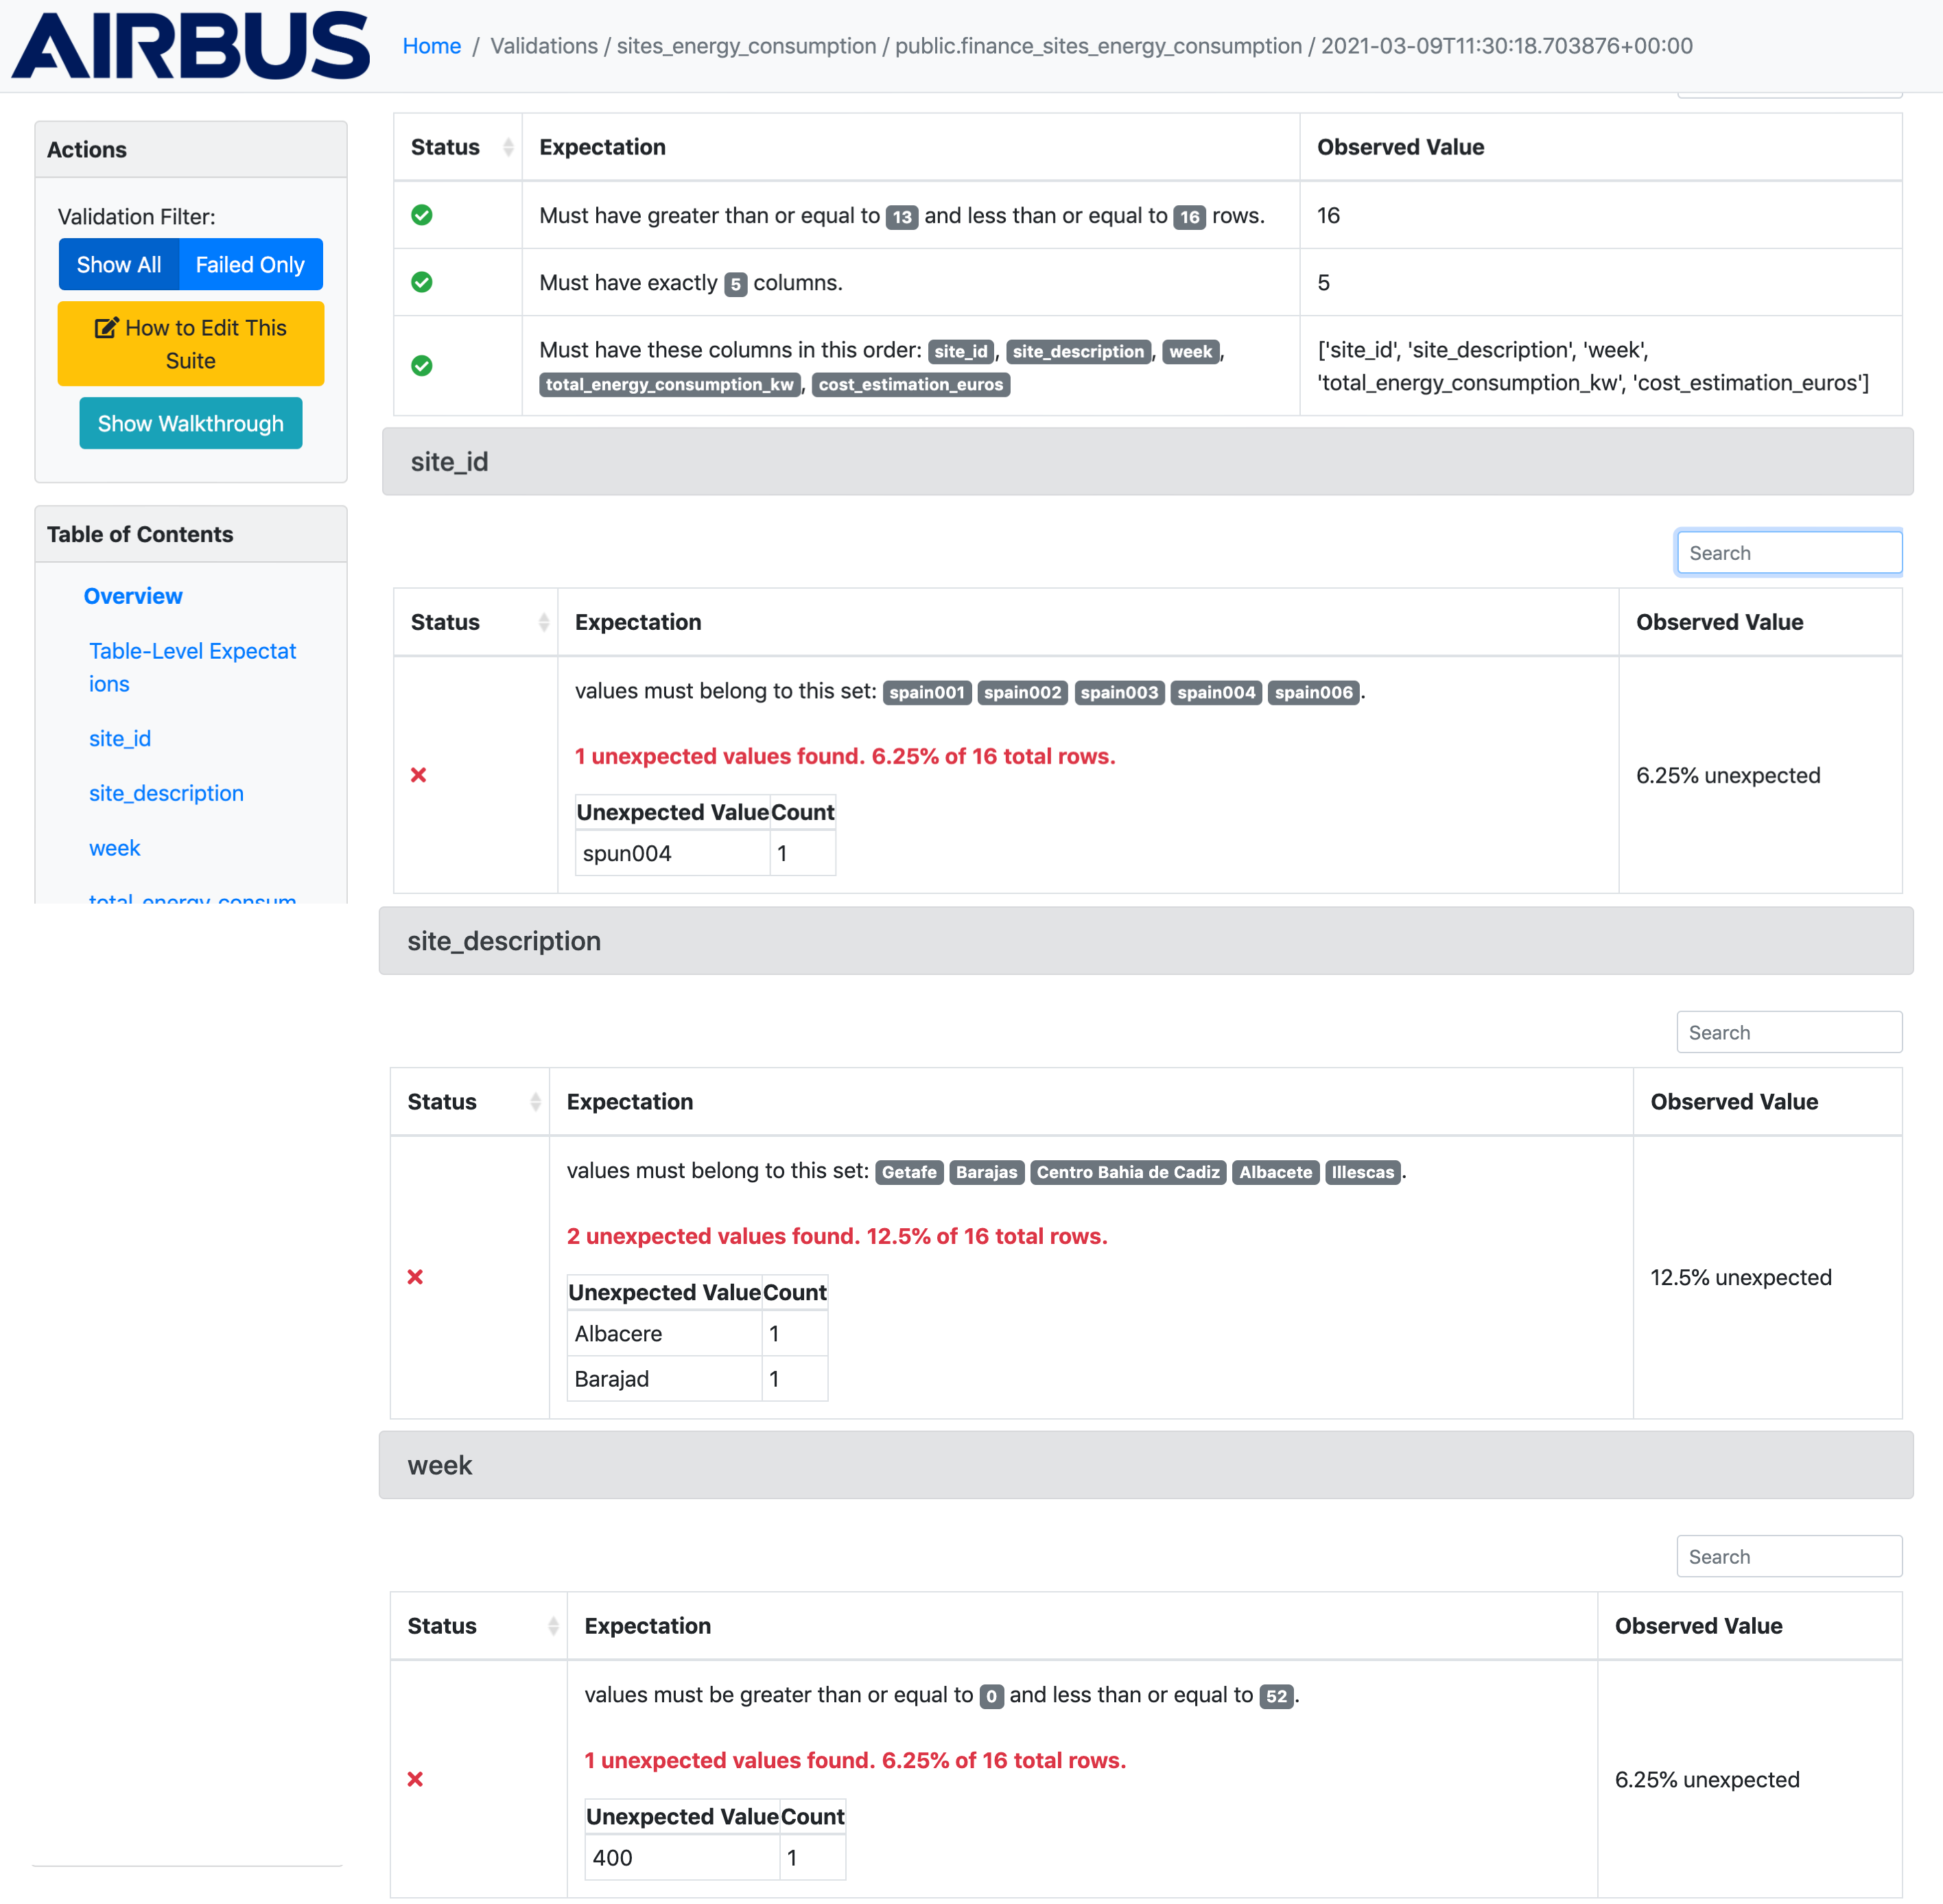 AIRBUS
Home / Validations / sites_energy_consumption / public.finance_sites_energy_consumption / 2021-03-09T11:30:18.703876+00:00
Actions
Validation Filter:
Show All Failed Only
How to Edit This
Suite
Show Walkthrough
Table of Contents
Overview
Table-Level Expectat
ions
site_id
site_description
week
total_energy_consum
Status Expectation Observed Value
Must have greater than or equal to 13 and less than or equal to 16 rows. 16
Must have exactly 5 columns. 5
Must have these columns in this order: site_id, site_description, week,
total_energy_consumption_kw, cost_estimation_euros
['site_id', 'site_description', 'week',
'total_energy_consumption_kw', 'cost_estimation_euros']
site_id
Search
Status Expectation Observed Value
values must belong to this set: spain001 spain002 spain003 spain004 spain006.
1 unexpected values found. 6.25% of 16 total rows.
6.25% unexpected
Unexpected Value Count
spun004 1
site_description
Search
Status Expectation Observed Value
values must belong to this set: Getafe Barajas Centro Bahia de Cadiz Albacete Illescas.
2 unexpected values found. 12.5% of 16 total rows.
12.5% unexpected
Unexpected Value Count
Albacere 1
Barajad 1
week
Search
Status Expectation Observed Value
values must be greater than or equal to 0 and less than or equal to 52.
1 unexpected values found. 6.25% of 16 total rows.
6.25% unexpected
Unexpected Value Count
400 1